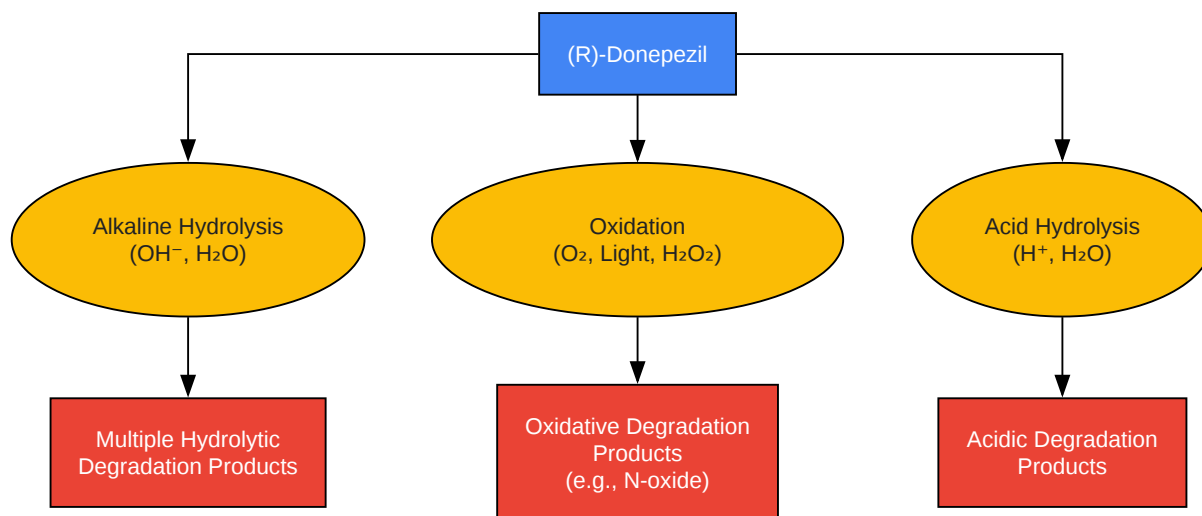 (R)-Donepezil
Alkaline Hydrolysis
(OH⁻, H₂O)
Oxidation
(O₂, Light, H₂O₂)
Acid Hydrolysis
(H⁺, H₂O)
Multiple Hydrolytic
Degradation Products
Oxidative Degradation
Products
(e.g., N-oxide)
Acidic Degradation
Products